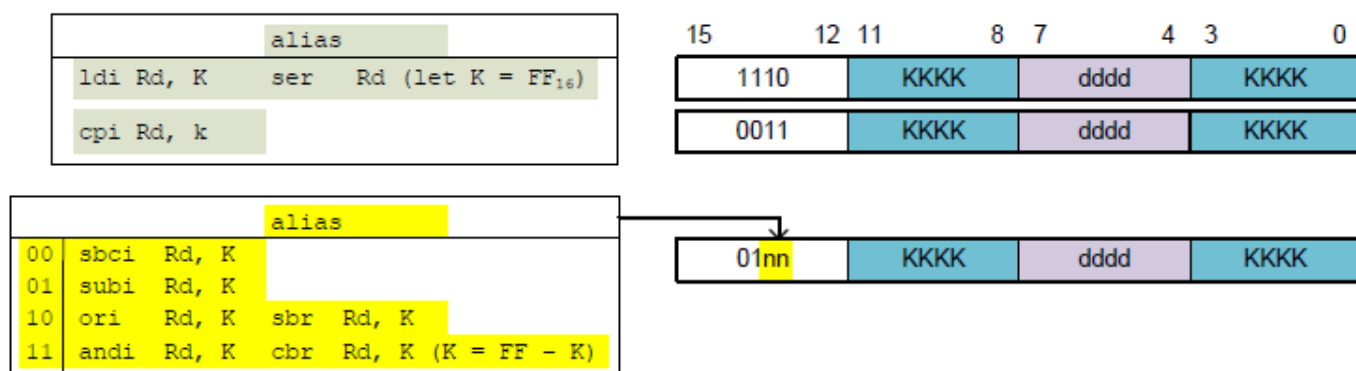 alias
ldi Rd, K ser Rd (let K = FF₁₆)
cpi Rd, k
15 12 11 8 7 4 3 0
1110 KKKK dddd KKKK
0011 KKKK dddd KKKK
alias
00 sbci Rd, K
01 subi Rd, K
10 ori Rd, K sbr Rd, K
11 andi Rd, K cbr Rd, K (K = FF - K)
01nn KKKK dddd KKKK